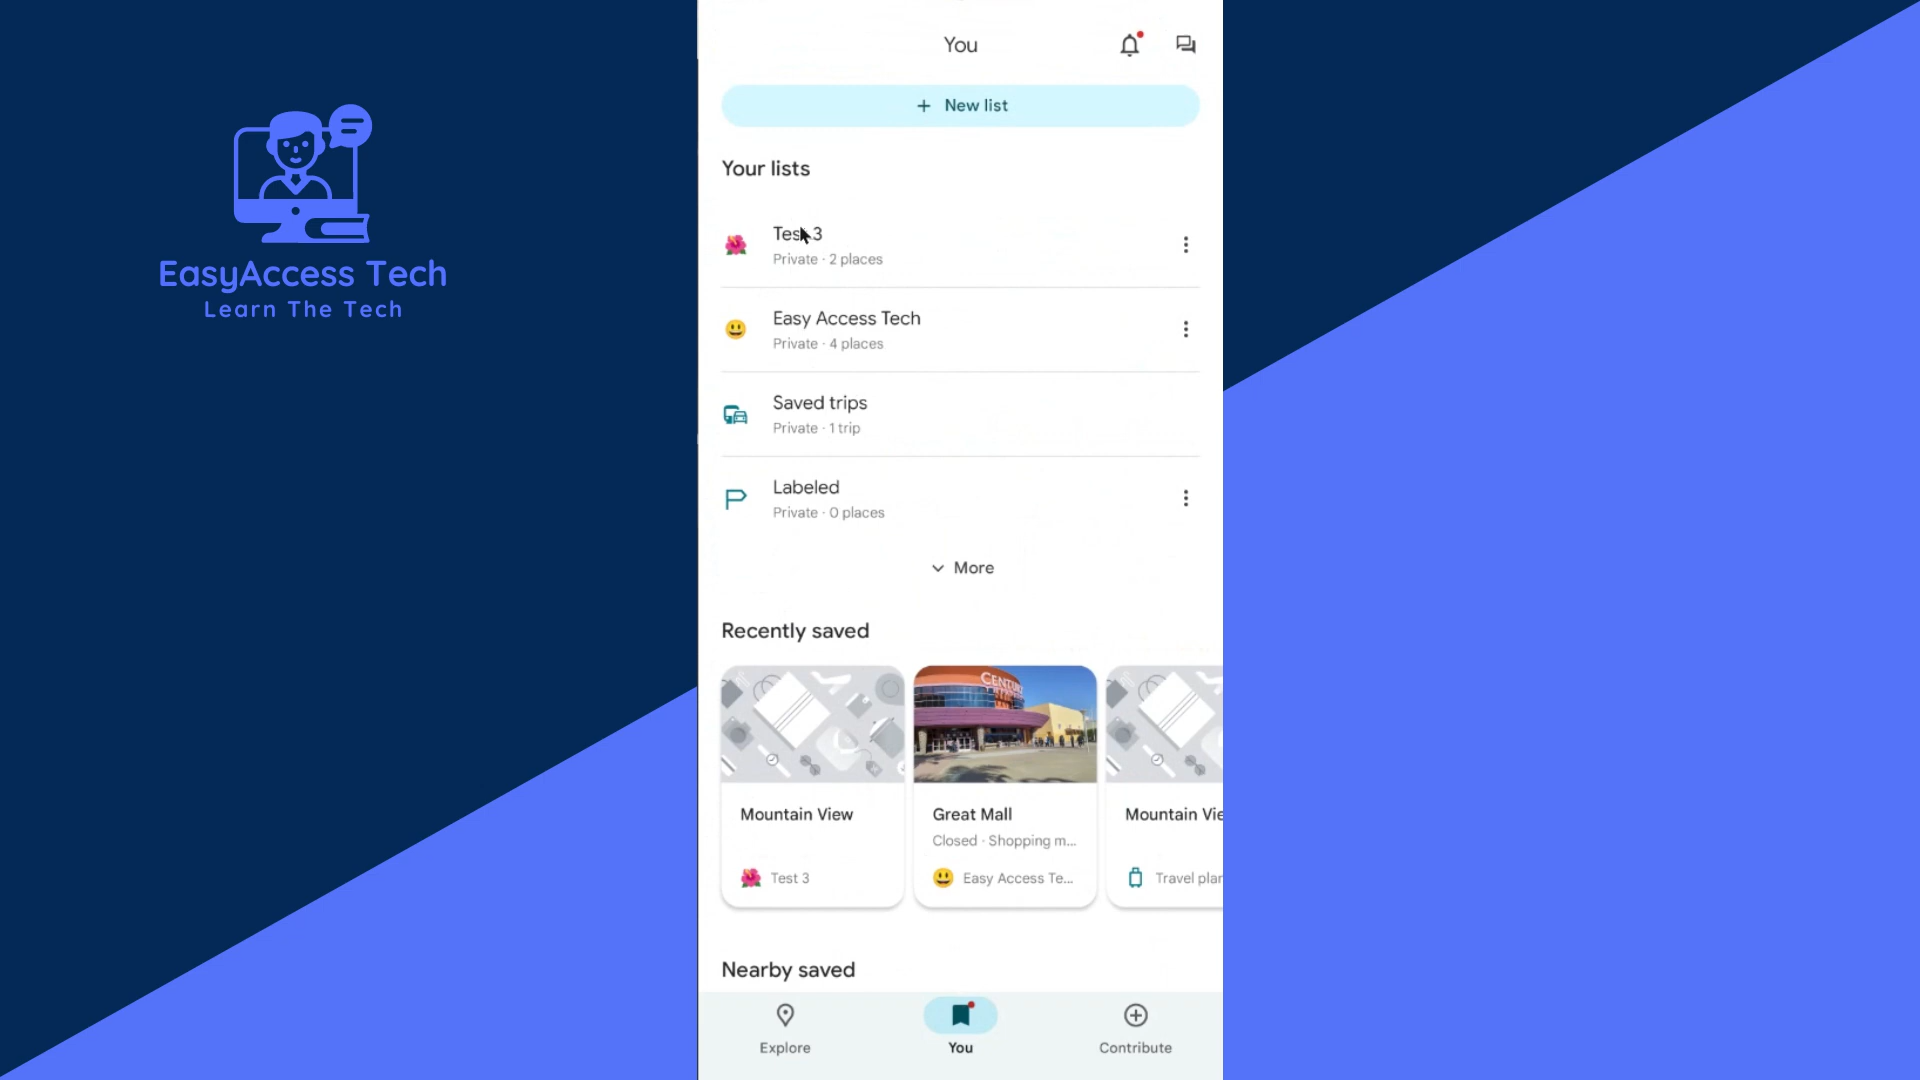 EasyAccess Tech
Learn The Tech
You
+ New list
Your lists
Test 3
Private · 2 places
Easy Access Tech
Private · 4 places
Saved trips
Private · 1 trip
Labeled
Private · 0 places
More
Recently saved
Mountain View
Test 3
CENTURY
Great Mall
Closed · Shopping m...
Easy Access Te...
Mountain Vie
Travel plan
Nearby saved
Explore
You
Contribute